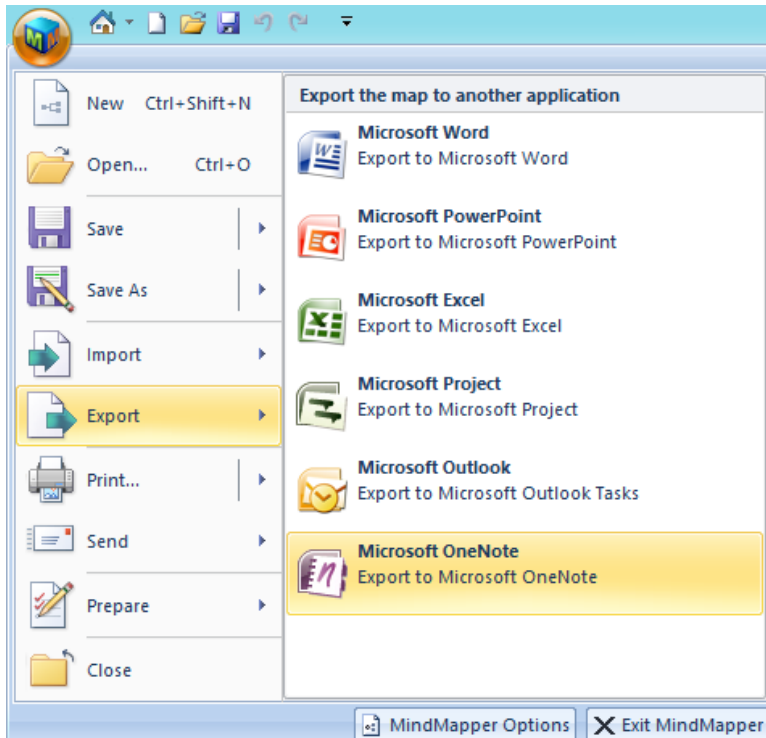 New Ctrl+Shift+N
Open... Ctrl+O
Save
Save As
Import
Export
Print...
Send
Prepare
Close
Export the map to another application
Microsoft Word
Export to Microsoft Word
Microsoft PowerPoint
Export to Microsoft PowerPoint
Microsoft Excel
Export to Microsoft Excel
Microsoft Project
Export to Microsoft Project
Microsoft Outlook
Export to Microsoft Outlook Tasks
Microsoft OneNote
Export to Microsoft OneNote
MindMapper Options
Exit MindMapper